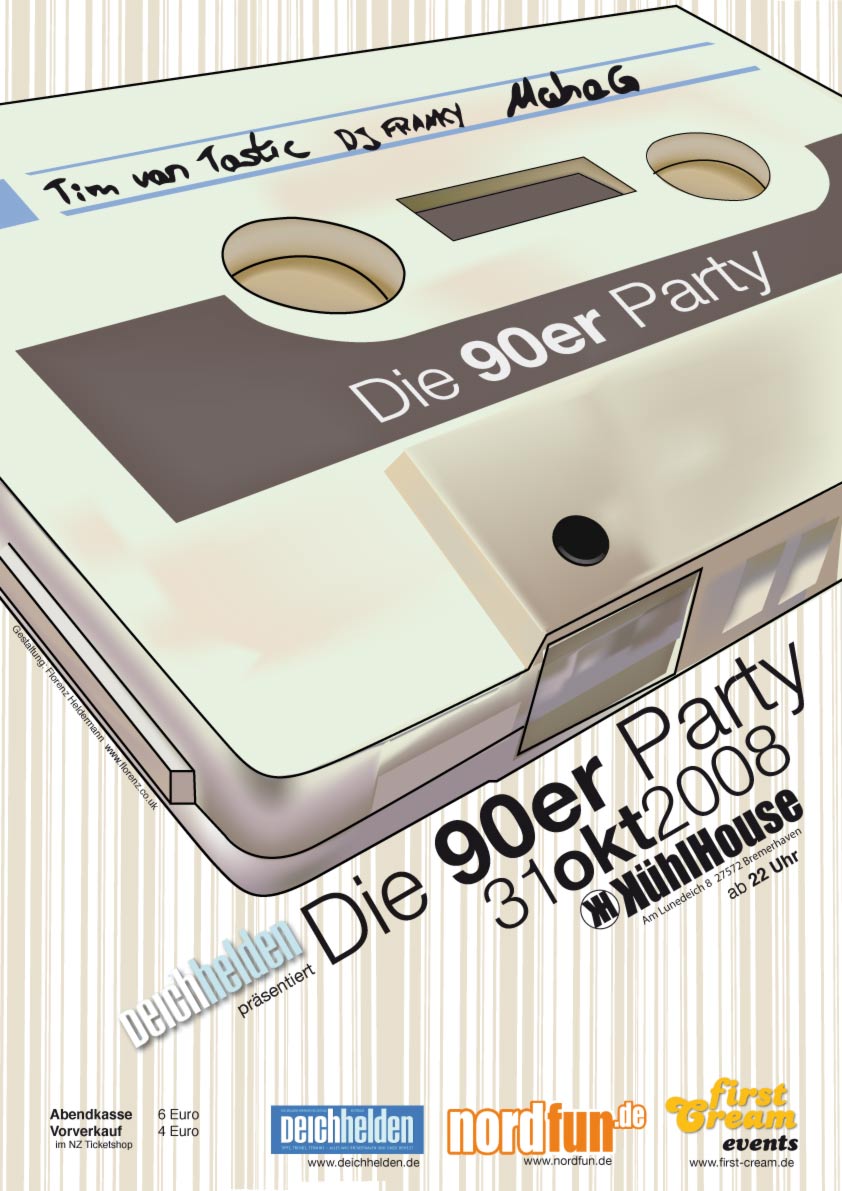 Tim van Tastic DJ FRANKY
Die 90er Party
Gestaltung: Florenz Heldermann www.florenz.co.uk
Die 90er Party
31okt2008
KühlHouse
Am Lunedeich 8 27572 Bremerhaven
ab 22 Uhr
Deichhelden
präsentiert
Abendkasse 6 Euro
Vorverkauf 4 Euro
im NZ Ticketshop
Deichhelden
www.deichhelden.de
nordfun.de
www.nordfun.de
first
Cream
events
www.first-cream.de